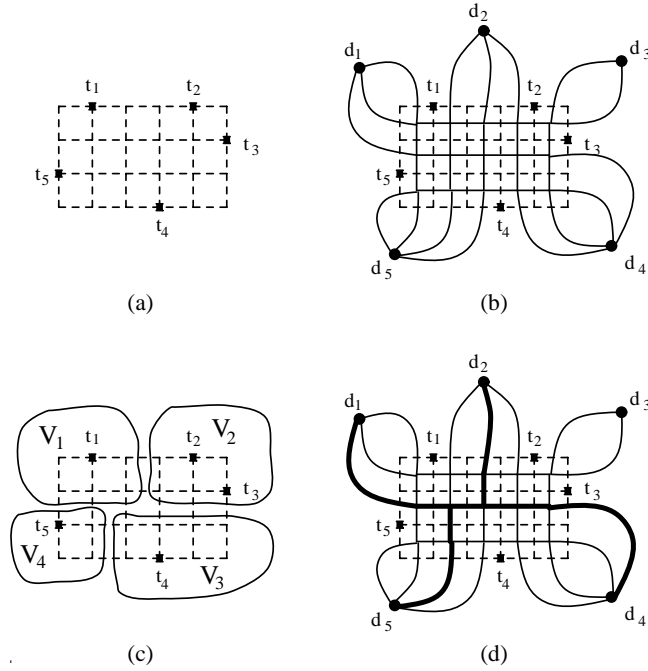 t1 t2
t3
t5
t4
(a)
d1 d2 d3
t1 t2
t3
t5
t4
d5 d4
(b)
V1 t1 t2 V2
t3
t5
V4 t4 V3
(c)
d1 d2 d3
t1 t2
t3
t5
t4
d5 d4
(d)